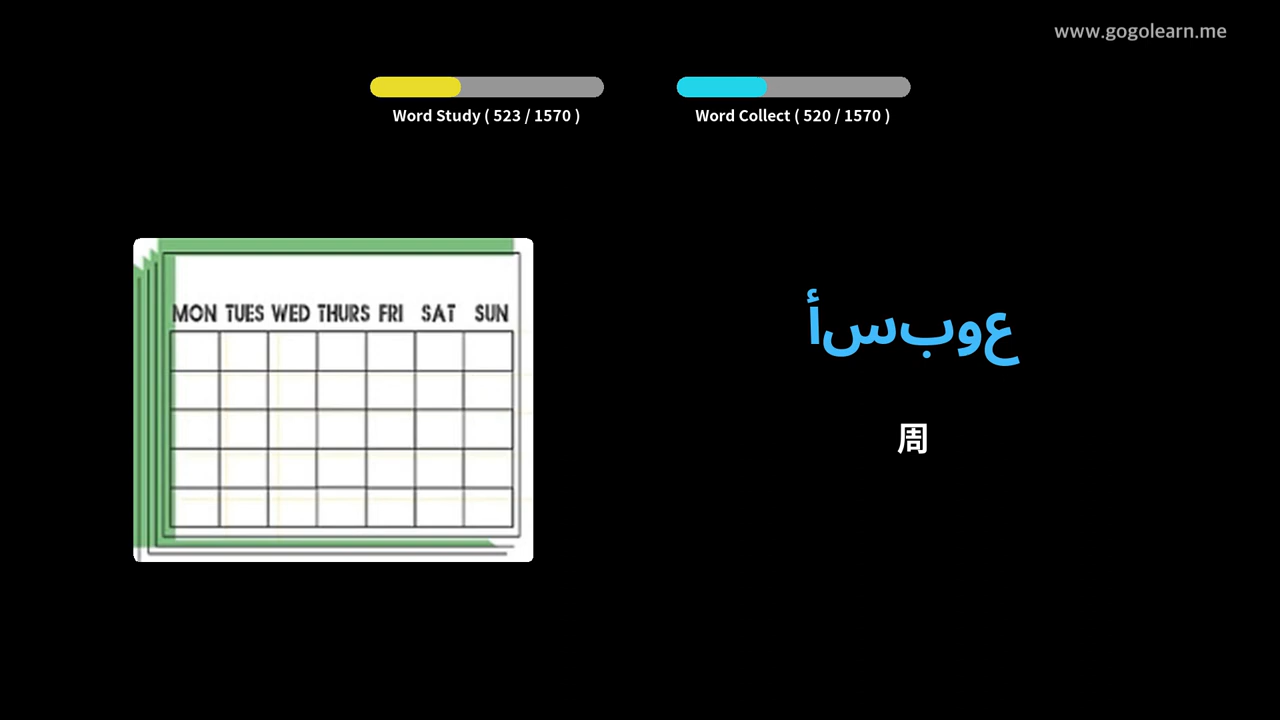 www.gogolearn.me
Word Study ( 523 / 1570 )
Word Collect ( 520 / 1570 )
MON TUES WED THURS FRI SAT SUN
أسبوع
周